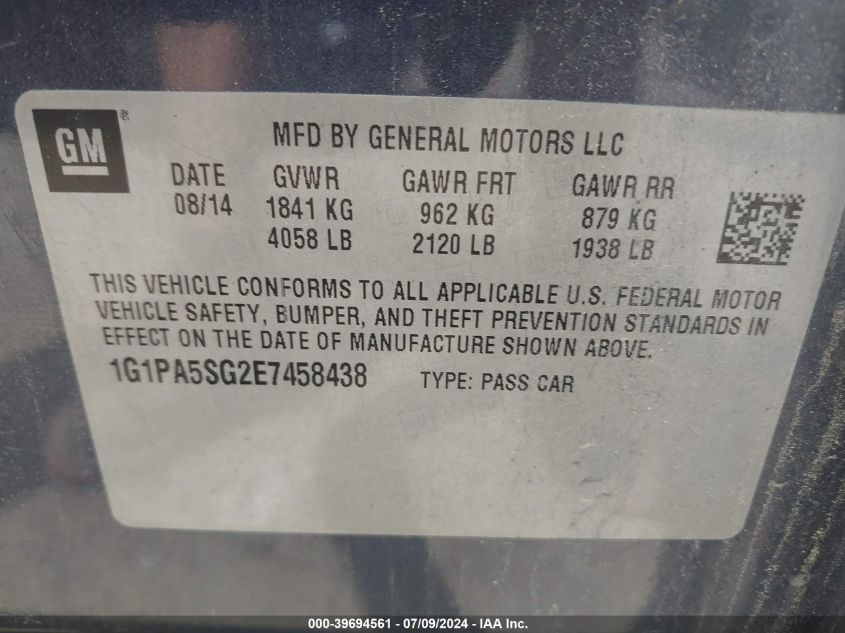 GM®
MFD BY GENERAL MOTORS LLC
DATE GVWR GAWR FRT GAWR RR
08/14 1841 KG 962 KG 879 KG
4058 LB 2120 LB 1938 LB
THIS VEHICLE CONFORMS TO ALL APPLICABLE U.S. FEDERAL MOTOR
VEHICLE SAFETY, BUMPER, AND THEFT PREVENTION STANDARDS IN
EFFECT ON THE DATE OF MANUFACTURE SHOWN ABOVE.
1G1PA5SG2E7458438 TYPE: PASS CAR
000-39694561 / 07/09/2024 - IAA Inc.